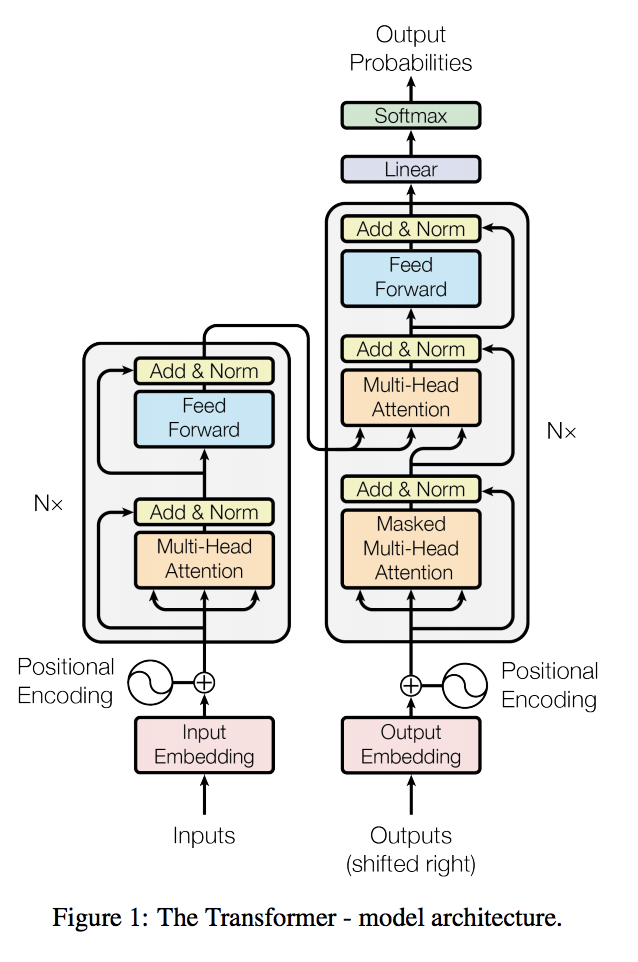 Output
Probabilities
Softmax
Linear
Add & Norm
Feed
Forward
Add & Norm
Multi-Head
Attention
Add & Norm
Masked
Multi-Head
Attention
Nx
Add & Norm
Feed
Forward
Add & Norm
Multi-Head
Attention
N×
Positional
Encoding
Positional
Encoding
Input
Embedding
Output
Embedding
Inputs
Outputs
(shifted right)
Figure 1: The Transformer - model architecture.